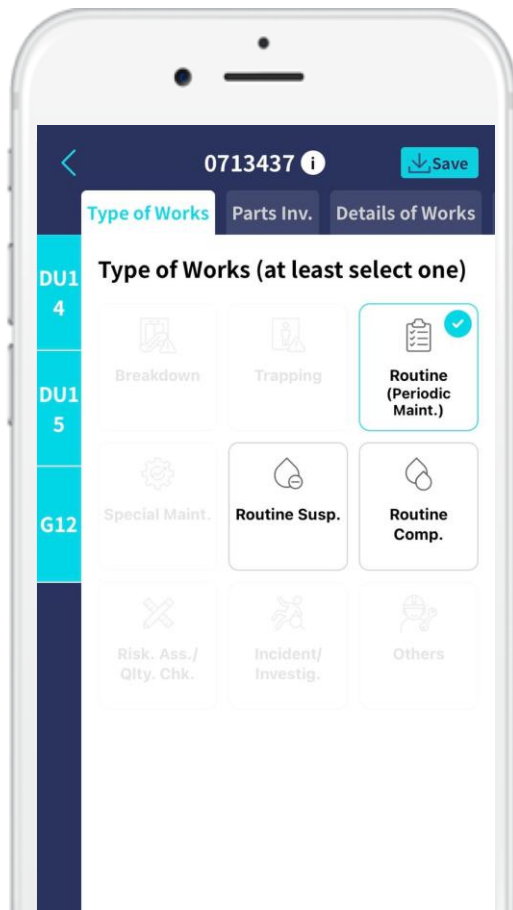 0713437
Save
Type of Works
Parts Inv.
Details of Works
DU1
4
DU1
5
G12
Type of Works (at least select one)
Breakdown
Trapping
Routine
(Periodic
Maint.)
Special Maint.
Routine Susp.
Routine
Comp.
Risk. Ass./
Qlty. Chk.
Incident/
Investig.
Others